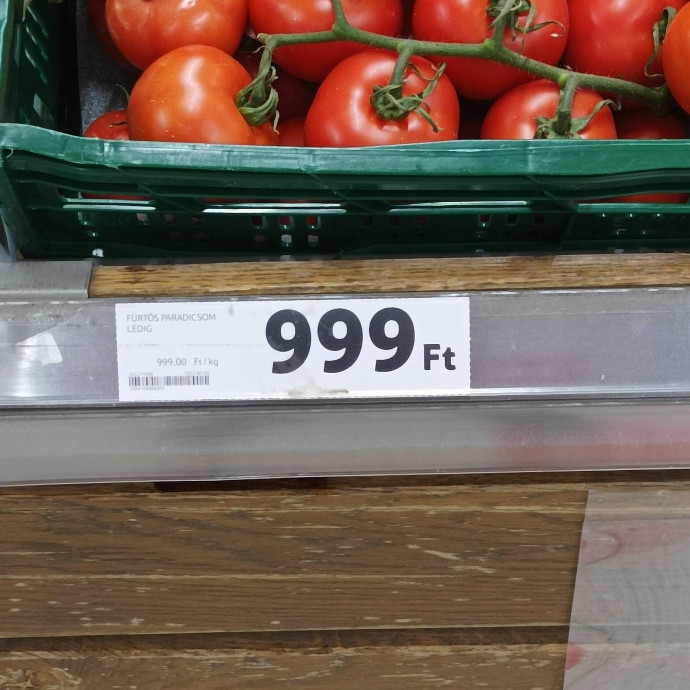 FÜRTÖS PARADICSOM
LÉDIG
999 Ft
999,00 Ft/kg